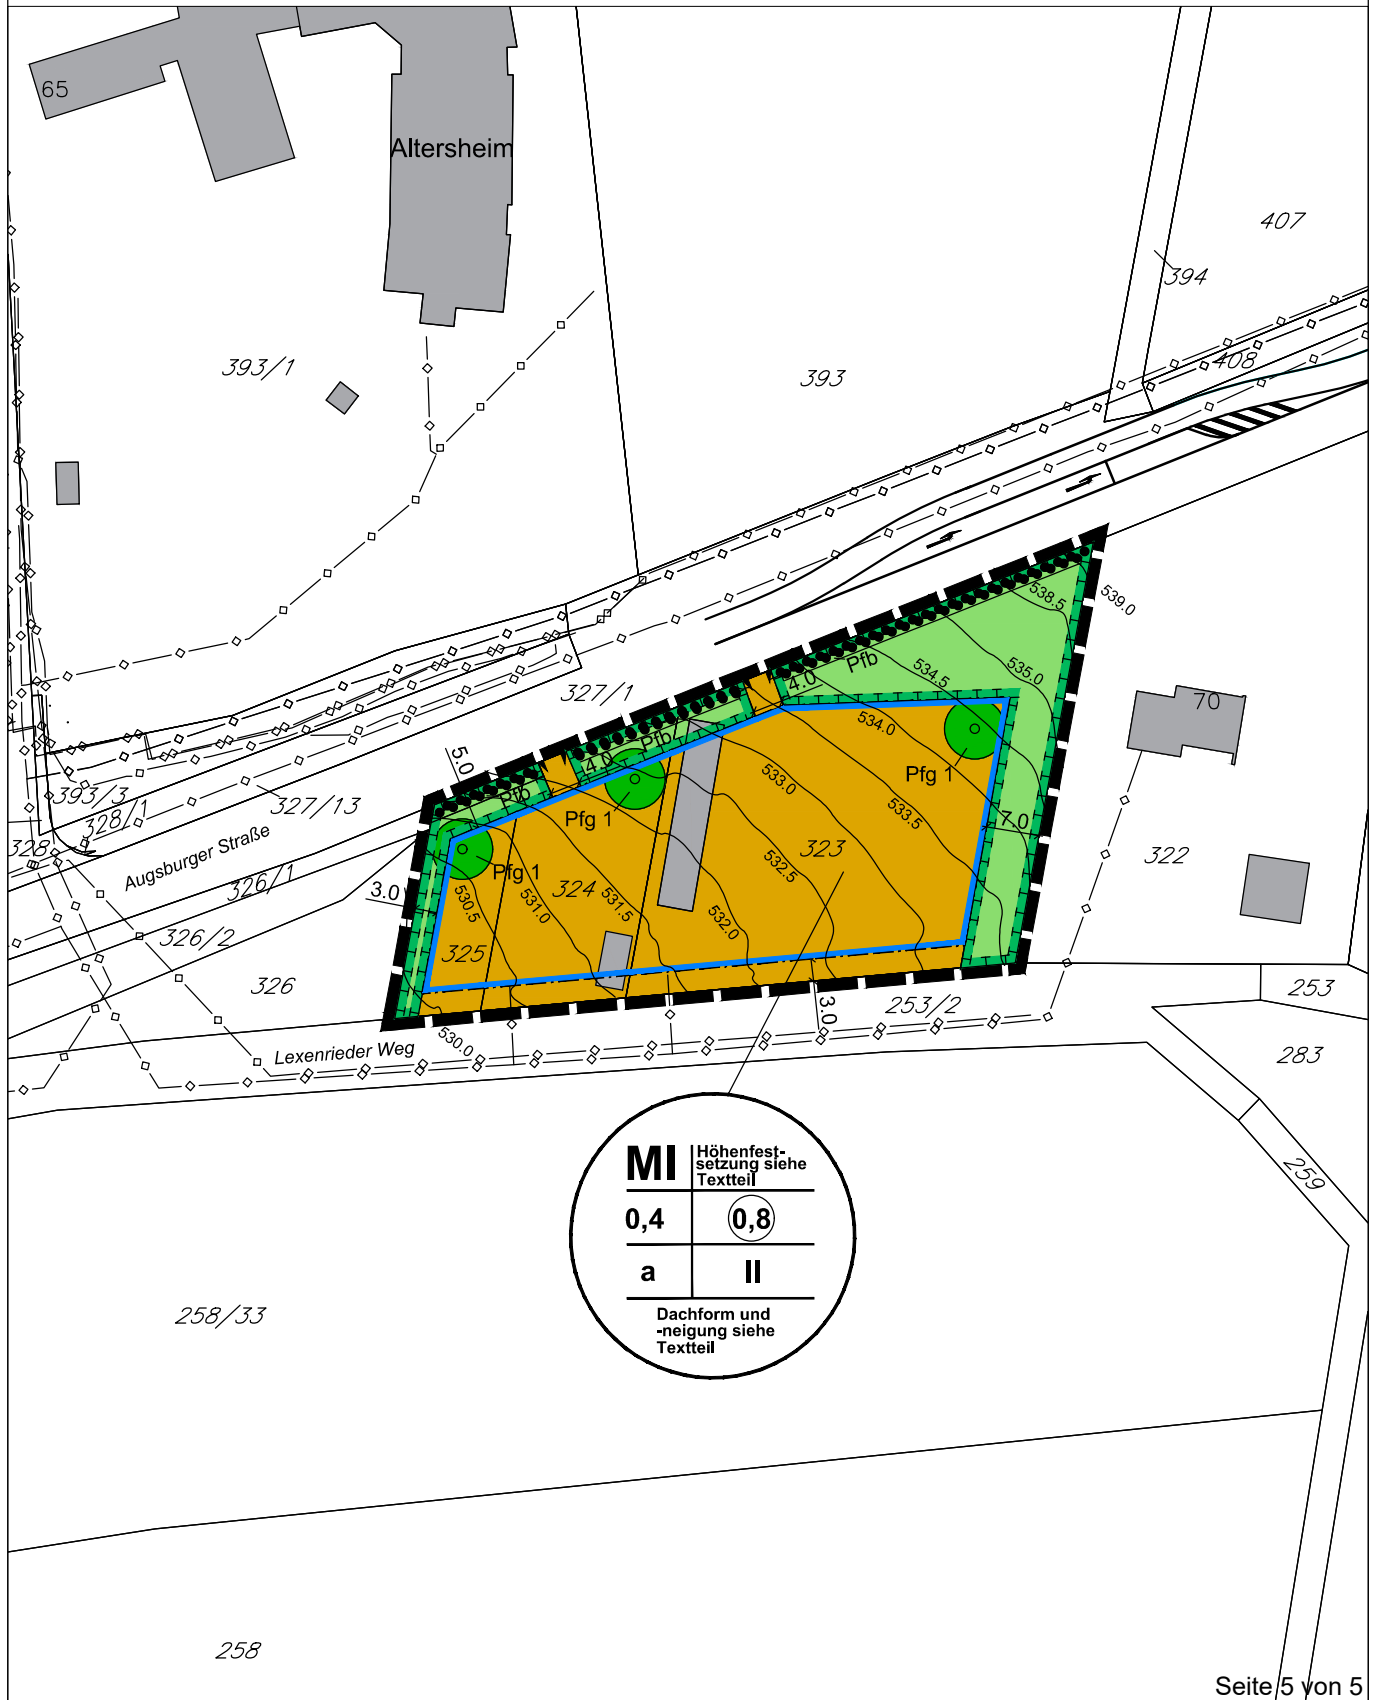 65
Altersheim
407
394
408
393/1
393
538.5
539.0
Pfb
534.5
535.0
4.0
327/1
70
534.0
Pfb
5.0
4.0
533.0
Pfg 1
393/3
327/13
Pfb
533.5
328/1
Pfg 1
7.0
328
Augsburger Straße
323
322
326/1
Pfg 1
532.5
3.0
324
530.5
531.0
531.5
532.0
326/2
325
326
253
253/2
3.0
530.0
Lexenrieder Weg
283
MI
Höhenfest-
setzung siehe
Textteil
259
0,4
0,8
a
II
Dachform und
-neigung siehe
Textteil
258/33
258
Seite 5 von 5